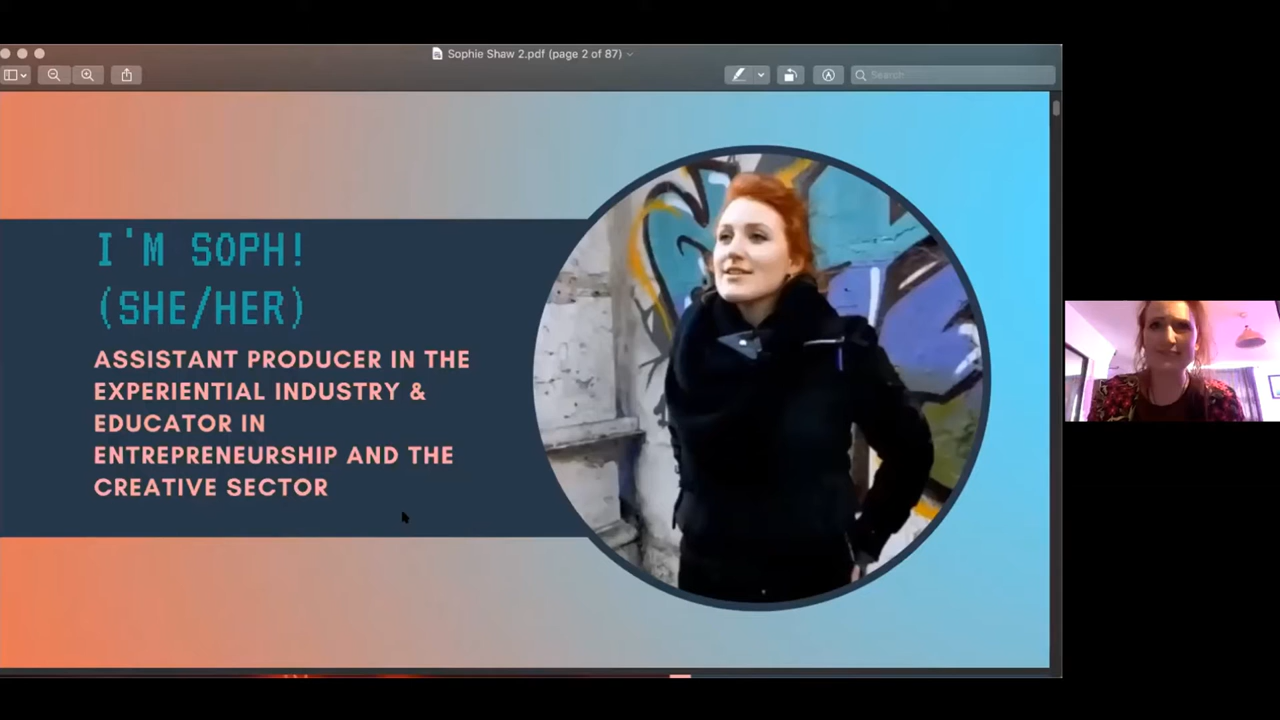 Sophie Shaw 2.pdf (page 2 of 87)
Search
I'M SOPH!
(SHE/HER)
ASSISTANT PRODUCER IN THE
EXPERIENTIAL INDUSTRY &
EDUCATOR IN
ENTREPRENEURSHIP AND THE
CREATIVE SECTOR